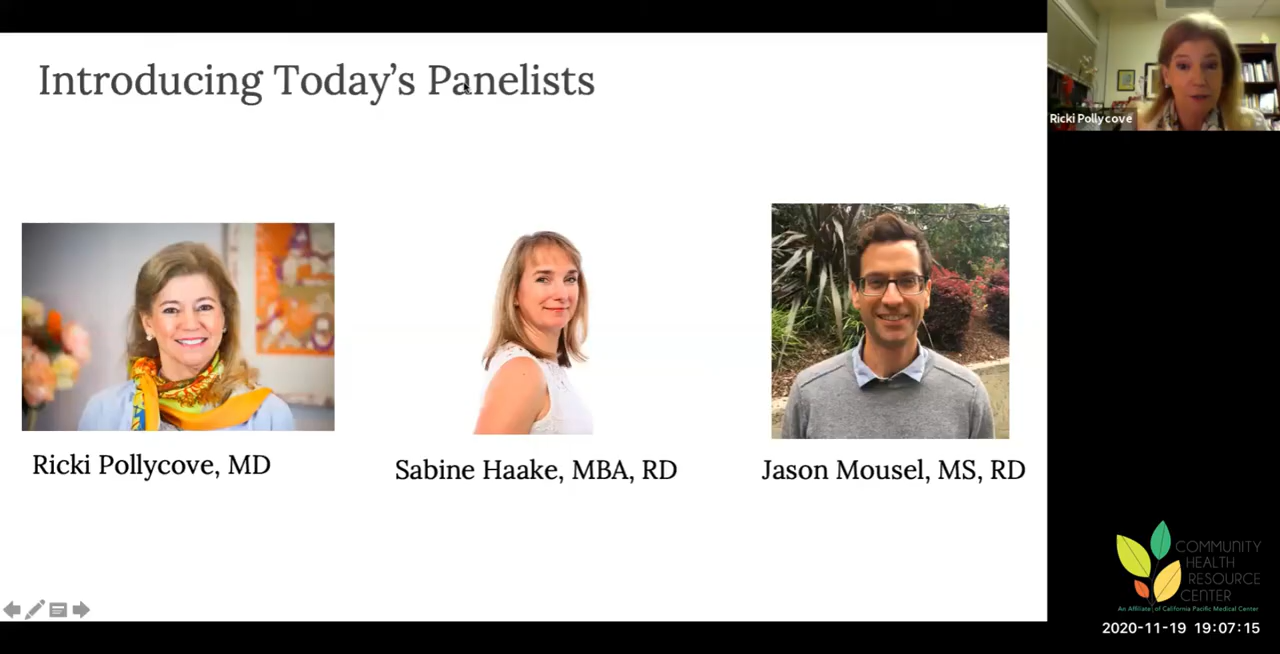 Introducing Today's Panelists
Ricki Pollycove
Ricki Pollycove, MD
Sabine Haake, MBA, RD
Jason Mousel, MS, RD
COMMUNITY
HEALTH
RESOURCE
CENTER
An Affiliate of California Pacific Medical Center
2020-11-19 19:07:15